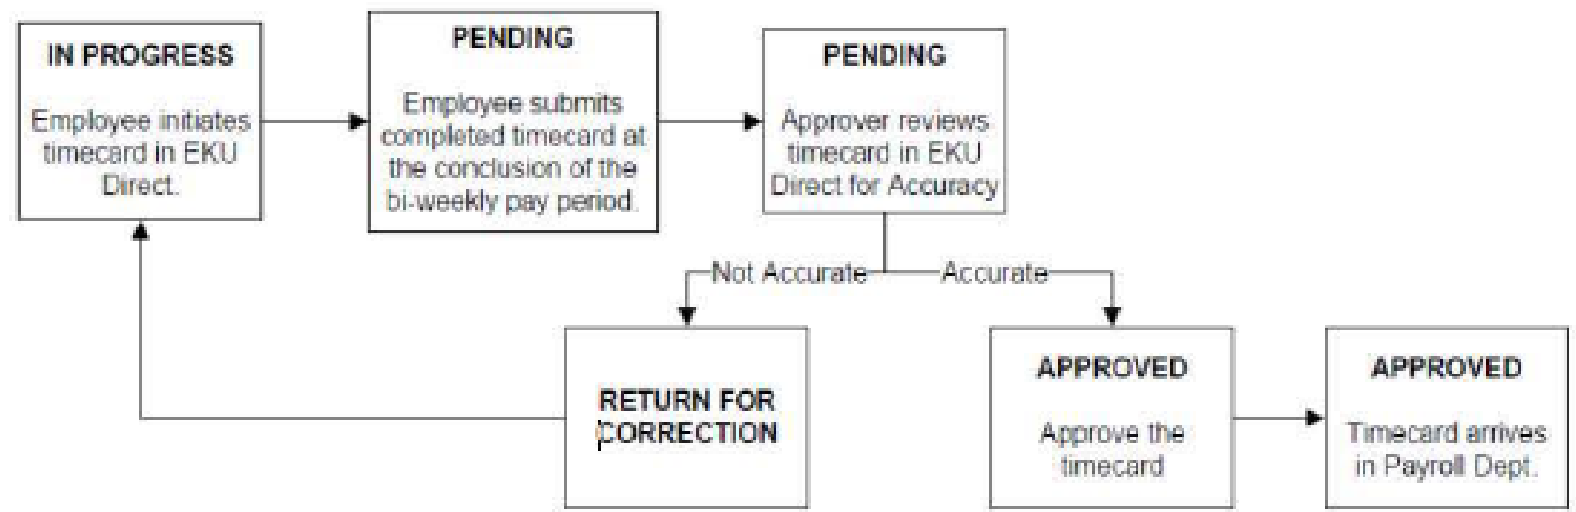 IN PROGRESS
Employee initiates
timecard in EKU
Direct.
PENDING
Employee submits
completed timecard at
the conclusion of the
bi-weekly pay period.
PENDING
Approver reviews
timecard in EKU
Direct for Accuracy
Not Accurate
Accurate
RETURN FOR
CORRECTION
APPROVED
Approve the
timecard
APPROVED
Timecard arrives
in Payroll Dept.